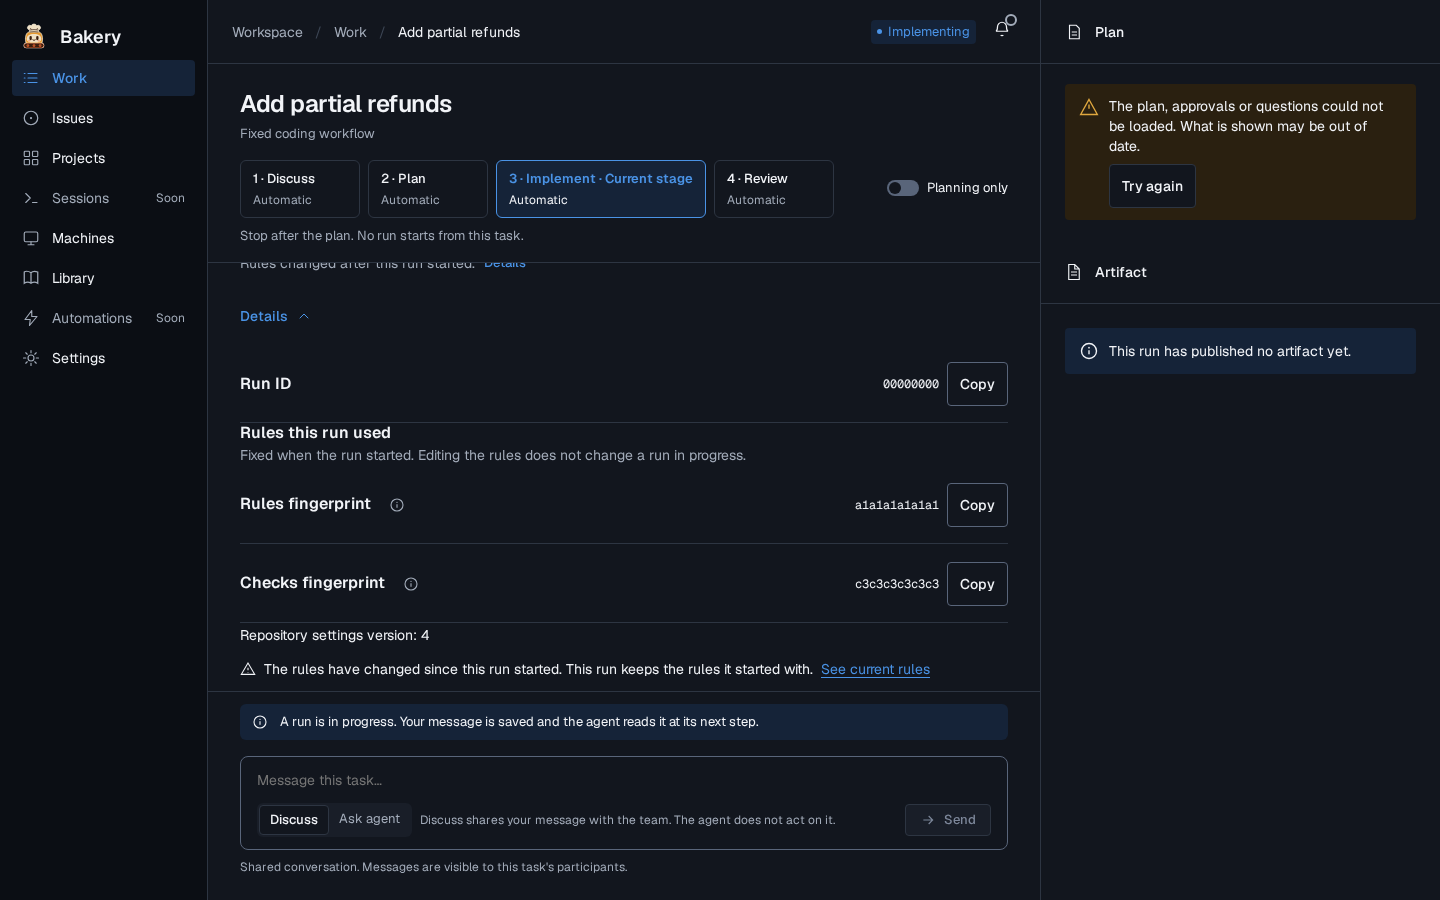 Bakery
Work
Issues
Projects
Sessions Soon
Machines
Library
Automations Soon
Settings
Workspace / Work / Add partial refunds
Implementing
Add partial refunds
Fixed coding workflow
1 · Discuss
Automatic
2 · Plan
Automatic
3 · Implement · Current stage
Automatic
4 · Review
Automatic
Planning only
Stop after the plan. No run starts from this task.
Rules changed after this run started. Details
Details
Run ID 00000000 Copy
Rules this run used
Fixed when the run started. Editing the rules does not change a run in progress.
Rules fingerprint a1a1a1a1a1a1 Copy
Checks fingerprint c3c3c3c3c3c3 Copy
Repository settings version: 4
The rules have changed since this run started. This run keeps the rules it started with. See current rules
A run is in progress. Your message is saved and the agent reads it at its next step.
Message this task...
Discuss Ask agent Discuss shares your message with the team. The agent does not act on it. Send
Shared conversation. Messages are visible to this task's participants.
Plan
The plan, approvals or questions could not
be loaded. What is shown may be out of
date.
Try again
Artifact
This run has published no artifact yet.